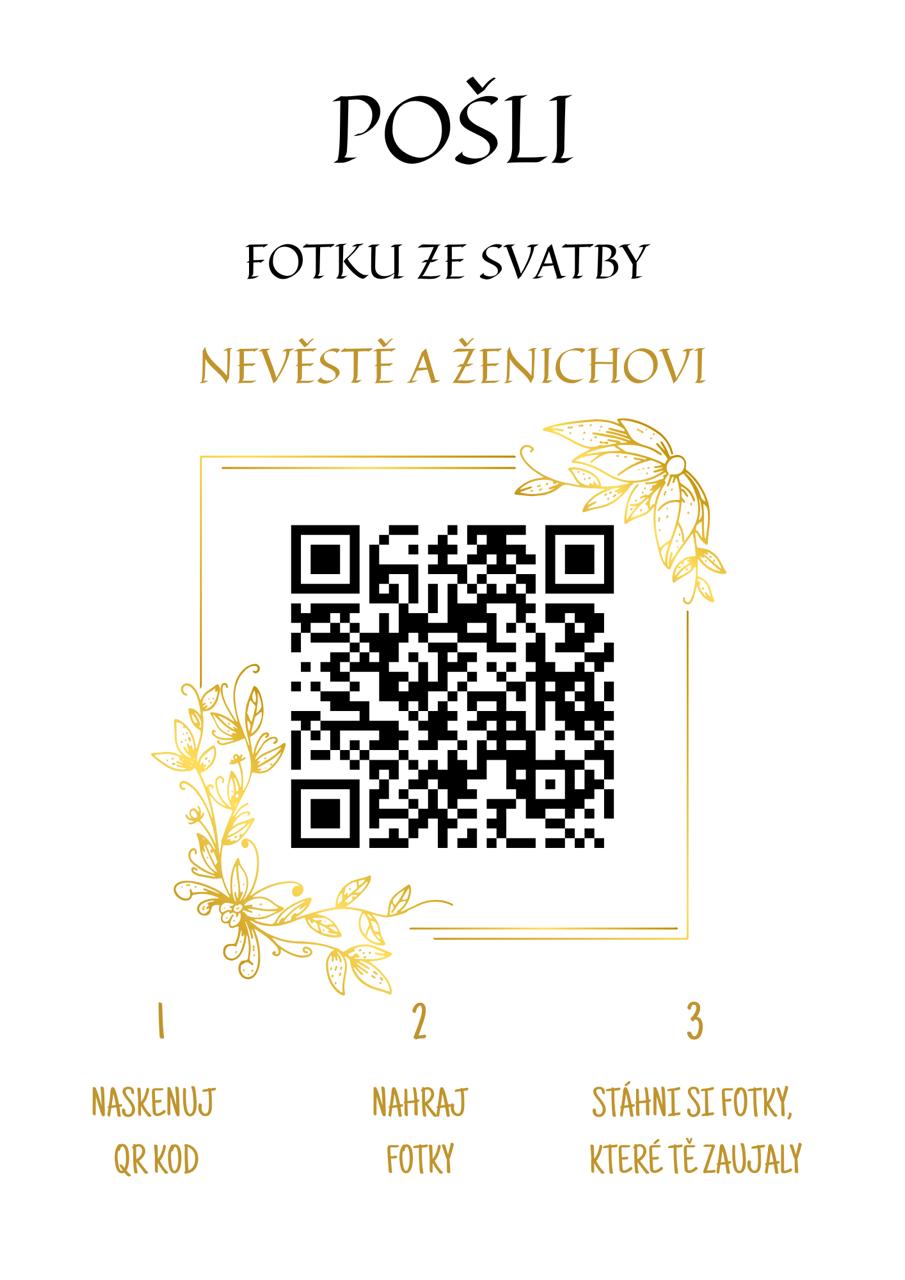 POŠLI
FOTKU ZE SVATBY
NEVĚSTĚ A ŽENICHOVI
1
NASKENUJ
QR KOD
2
NAHRAJ
FOTKY
3
STÁHNI SI FOTKY,
KTERÉ TĚ ZAUJALY